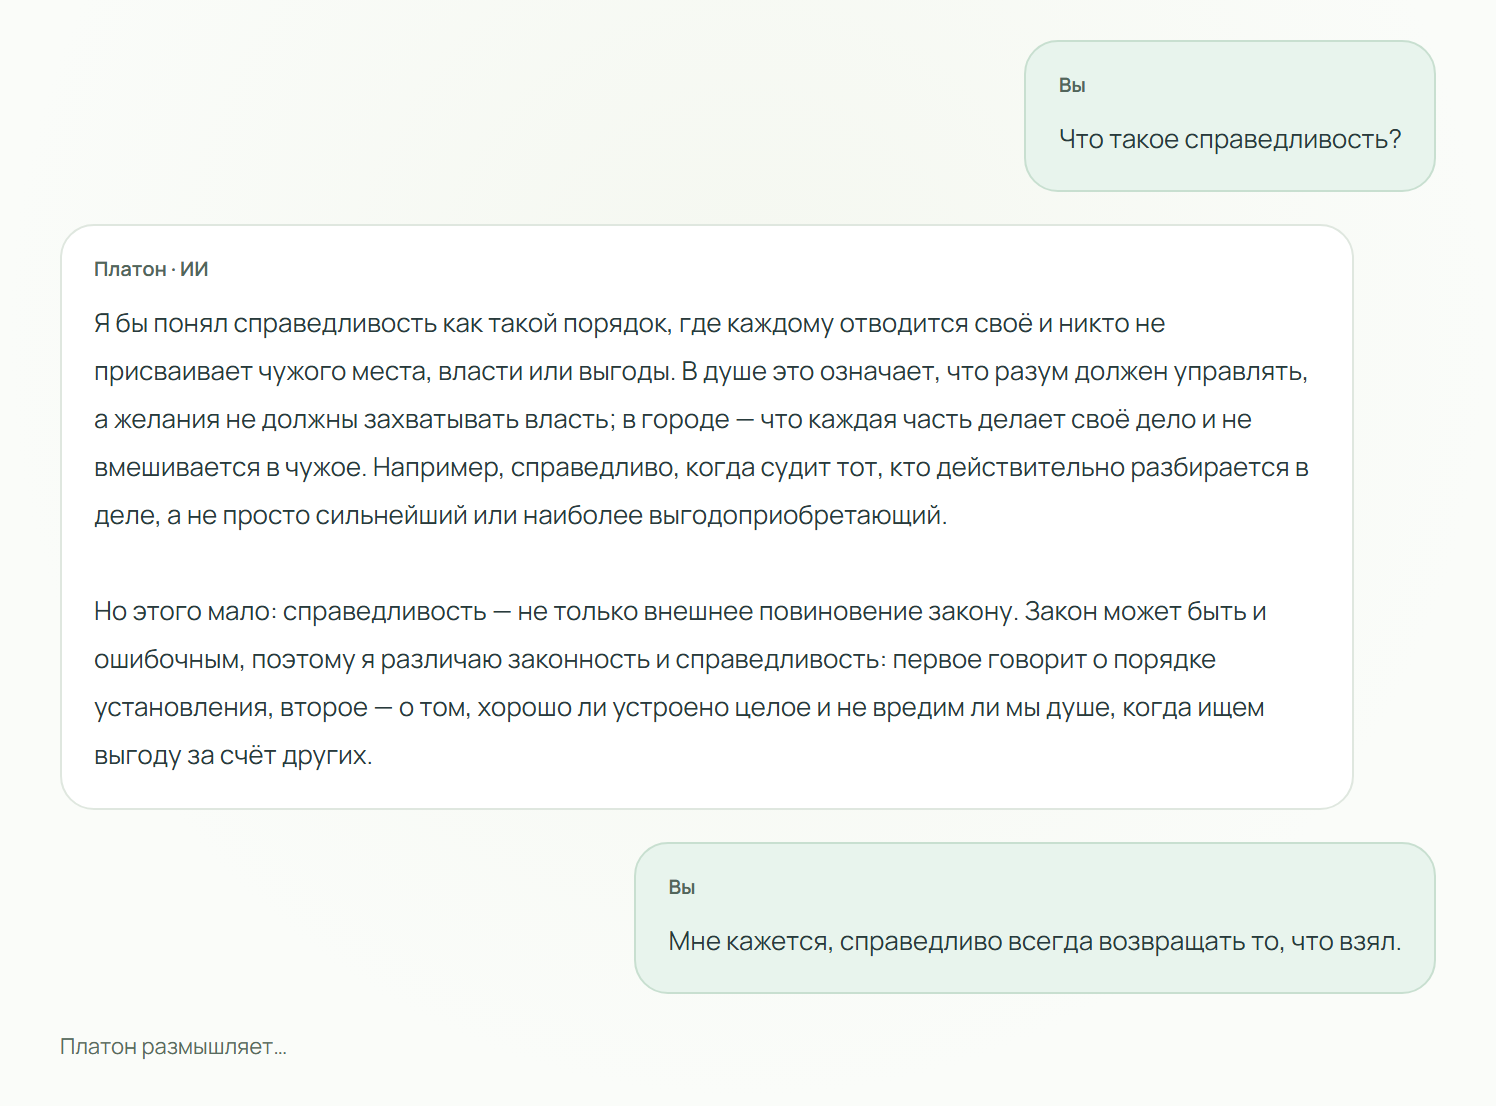 Вы
Что такое справедливость?
Платон · ИИ
Я бы понял справедливость как такой порядок, где каждому отводится своё и никто не
присваивает чужого места, власти или выгоды. В душе это означает, что разум должен управлять,
а желания не должны захватывать власть; в городе — что каждая часть делает своё дело и не
вмешивается в чужое. Например, справедливо, когда судит тот, кто действительно разбирается в
деле, а не просто сильнейший или наиболее выгодоприобретающий.
Но этого мало: справедливость — не только внешнее повиновение закону. Закон может быть и
ошибочным, поэтому я различаю законность и справедливость: первое говорит о порядке
установления, второе — о том, хорошо ли устроено целое и не вредим ли мы душе, когда ищем
выгоду за счёт других.
Вы
Мне кажется, справедливо всегда возвращать то, что взял.
Платон размышляет…